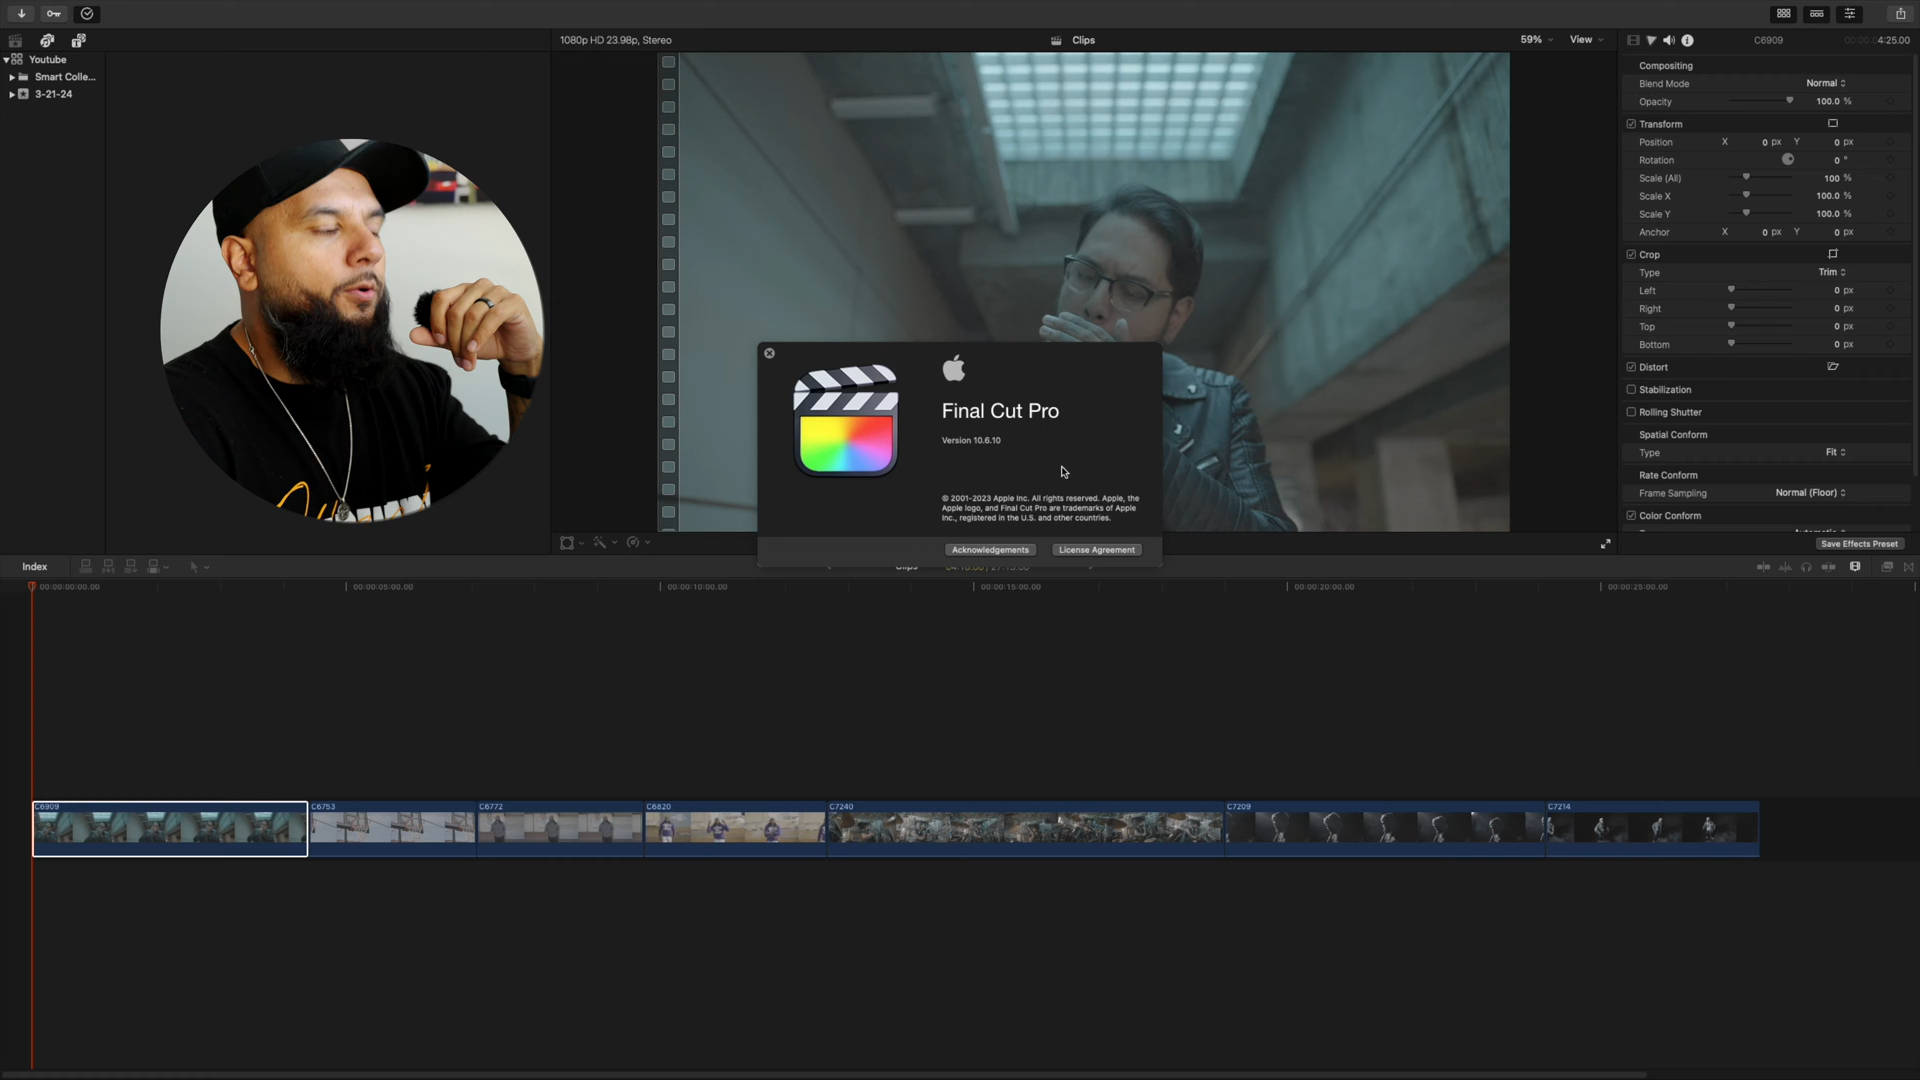 1080p HD 23.98p, Stereo
Clips
59%
View
C6909
4:25.00
Youtube
Smart Colle...
3-21-24
Compositing
Blend Mode
Normal
Opacity
100.0 %
Transform
Position
X
0 px
Y
0 px
Rotation
0 °
Scale (All)
100 %
Scale X
100.0 %
Scale Y
100.0 %
Anchor
X
0 px
Y
0 px
Crop
Type
Trim
Left
0 px
Right
0 px
Top
0 px
Bottom
0 px
Distort
Stabilization
Rolling Shutter
Spatial Conform
Type
Fit
Rate Conform
Frame Sampling
Normal (Floor)
Color Conform
Save Effects Preset
Final Cut Pro
Version 10.6.10
© 2001-2023 Apple Inc. All rights reserved. Apple, the
Apple logo, and Final Cut Pro are trademarks of Apple
Inc., registered in the U.S. and other countries.
Acknowledgements
License Agreement
Index
Clips
00:00:00:00.00
00:00:05:00.00
00:00:10:00.00
00:00:15:00.00
00:00:20:00.00
00:00:25:00.00
C6909
C6753
C6772
C6820
C7240
C7209
C7214